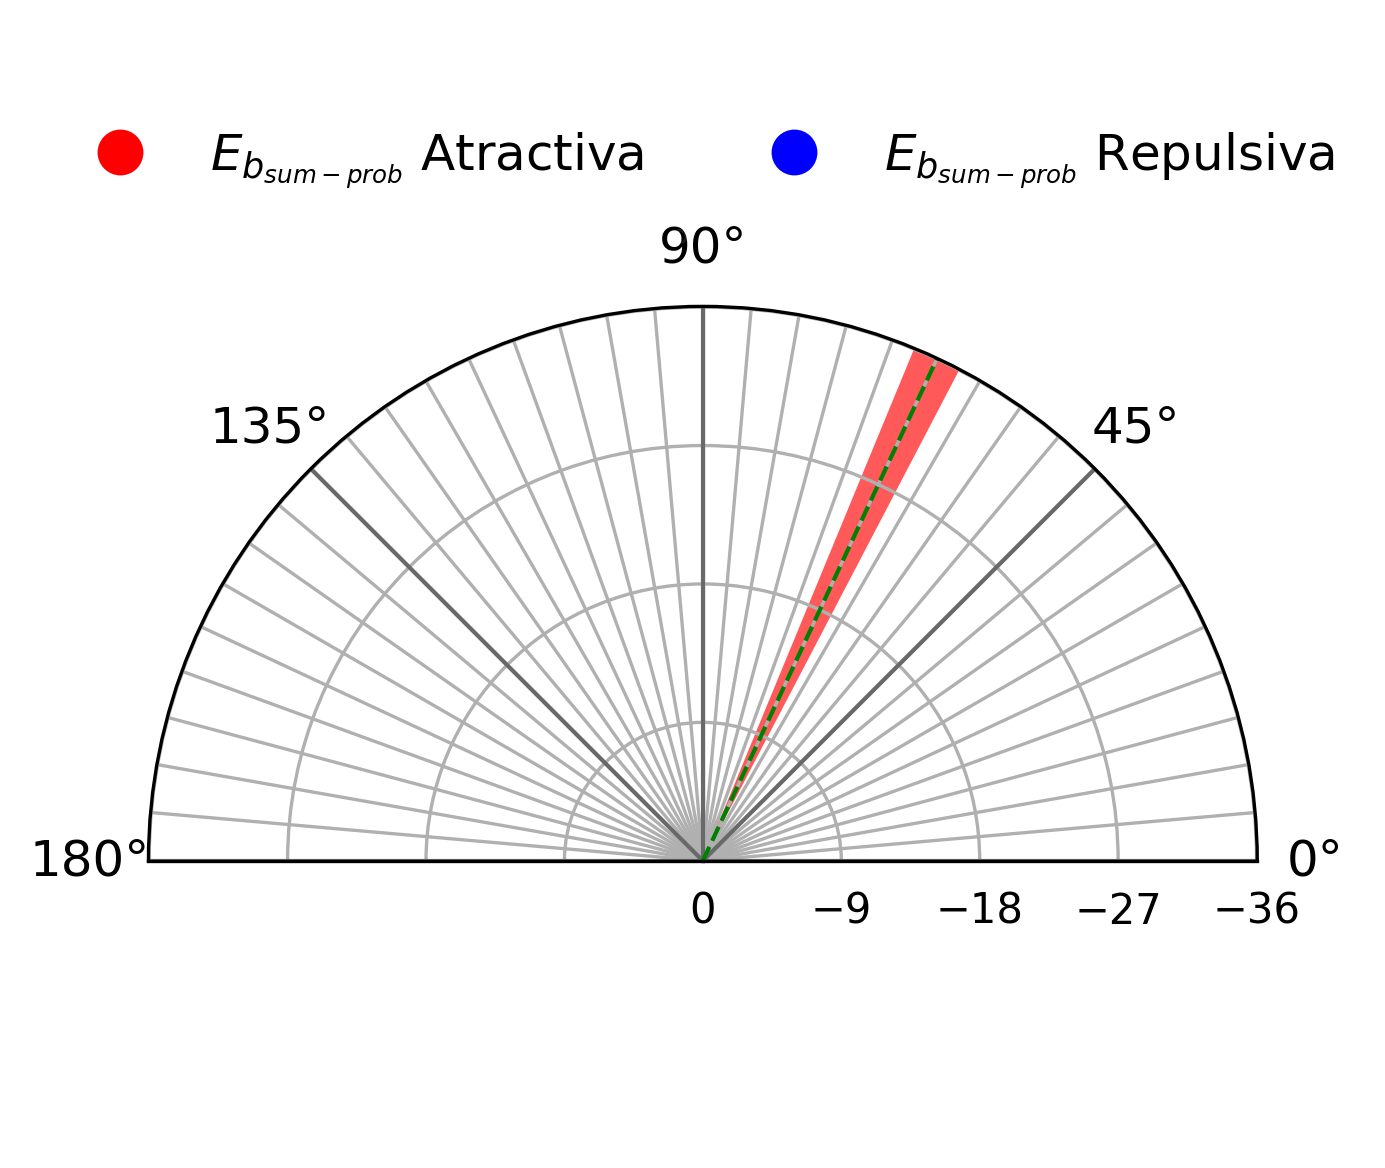 E_{b_{sum-prob}} Atractiva E_{b_{sum-prob}} Repulsiva
90°
135° 45°
180° 0°
0 −9 −18 −27 −36